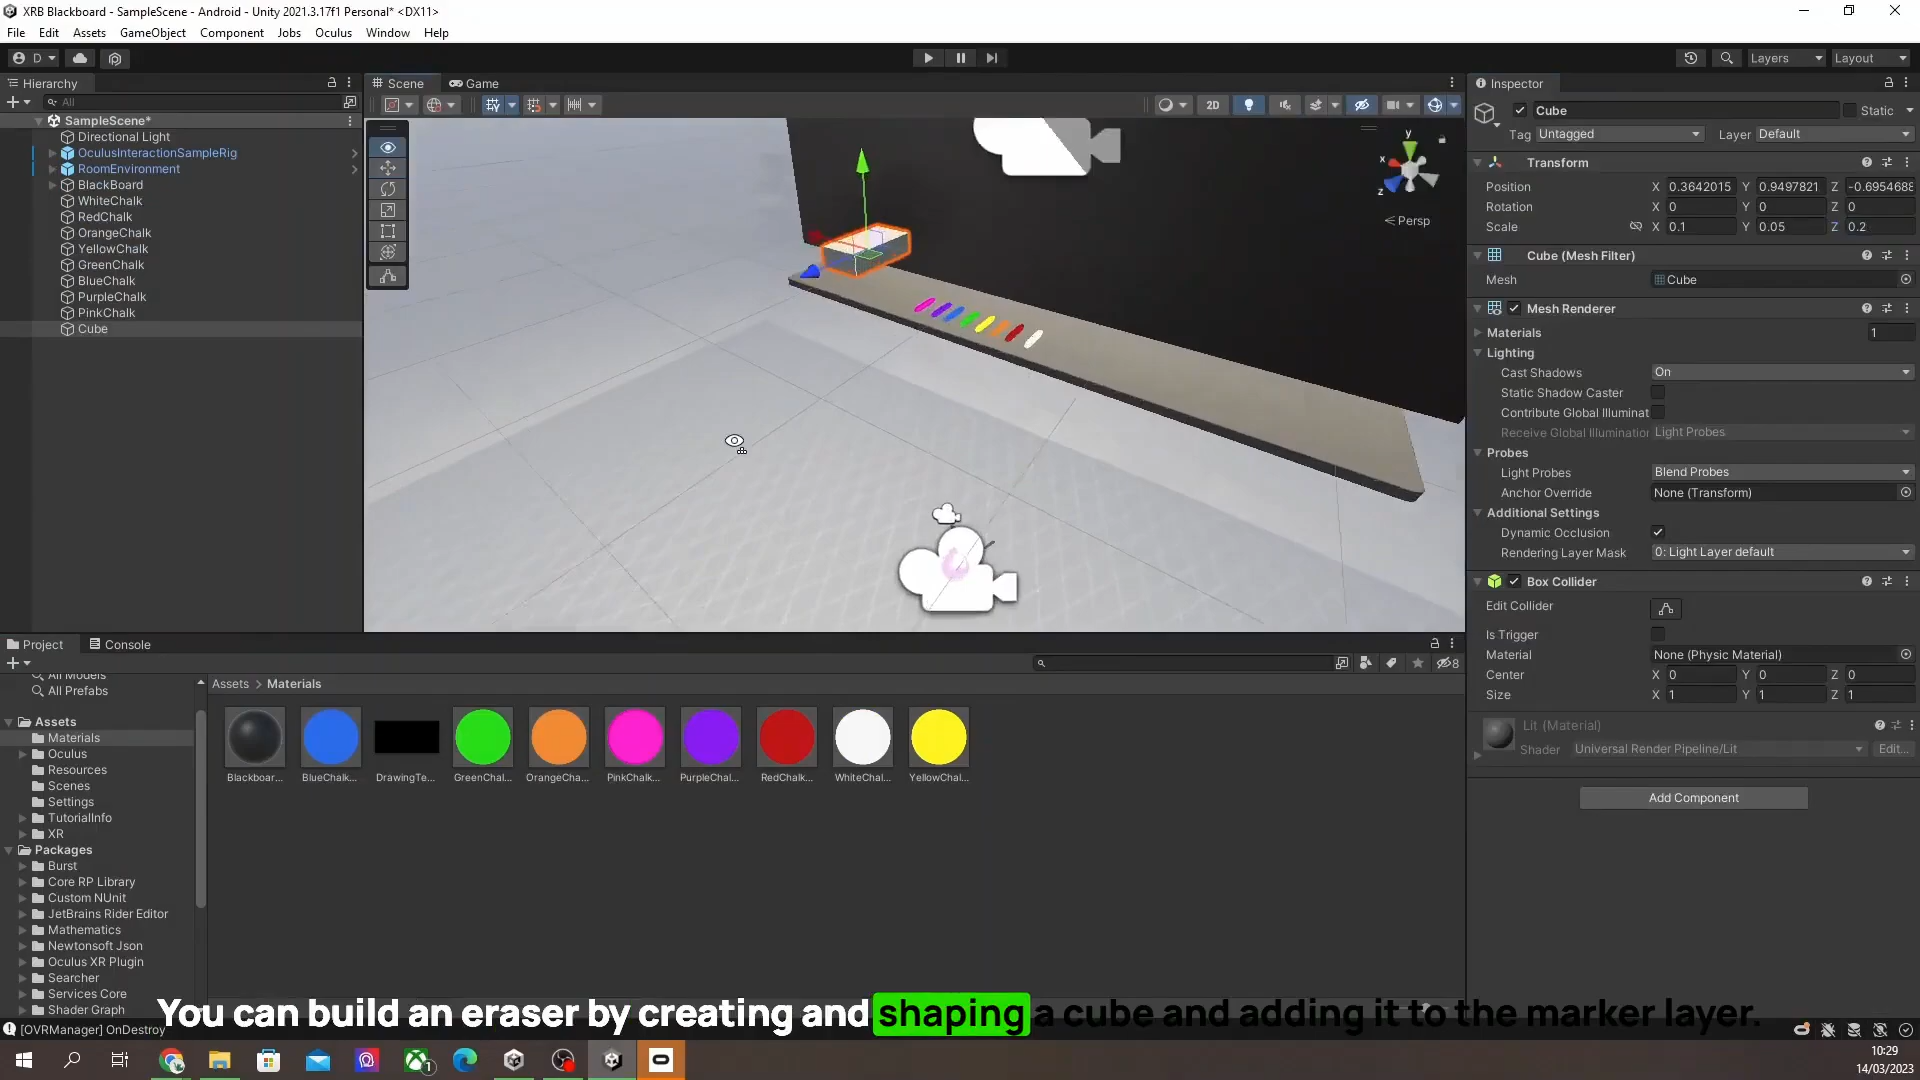 XRB Blackboard - SampleScene - Android - Unity 2021.3.17f1 Personal* <DX11>
File Edit Assets GameObject Component Jobs Oculus Window Help
D
Layers Layout
Hierarchy
All
SampleScene*
Directional Light
OculusInteractionSampleRig
RoomEnvironment
BlackBoard
WhiteChalk
RedChalk
OrangeChalk
YellowChalk
GreenChalk
BlueChalk
PurpleChalk
PinkChalk
Cube
Scene Game
2D
y
x
z
Persp
Inspector
Cube Static
Tag Untagged Layer Default
Transform
Position X 0.3642015 Y 0.9497821 Z -0.6954688
Rotation X 0 Y 0 Z 0
Scale X 0.1 Y 0.05 Z 0.2
Cube (Mesh Filter)
Mesh Cube
Mesh Renderer
Materials 1
Lighting
Cast Shadows On
Static Shadow Caster
Contribute Global Illuminat
Receive Global Illumination Light Probes
Probes
Light Probes Blend Probes
Anchor Override None (Transform)
Additional Settings
Dynamic Occlusion
Rendering Layer Mask 0: Light Layer default
Box Collider
Edit Collider
Is Trigger
Material None (Physic Material)
Center X 0 Y 0 Z 0
Size X 1 Y 1 Z 1
Lit (Material)
Shader Universal Render Pipeline/Lit Edit...
Add Component
Project Console
8
All Models
All Prefabs
Assets
Materials
Oculus
Resources
Scenes
Settings
TutorialInfo
XR
Packages
Burst
Core RP Library
Custom NUnit
JetBrains Rider Editor
Mathematics
Newtonsoft Json
Oculus XR Plugin
Searcher
Services Core
Shader Graph
Assets > Materials
Blackboar... BlueChalk... DrawingTe... GreenChal... OrangeCha... PinkChalk... PurpleChal... RedChalk... WhiteChal... YellowChal...
You can build an eraser by creating and shaping a cube and adding it to the marker layer.
[OVRManager] OnDestroy
1
10:29
14/03/2023